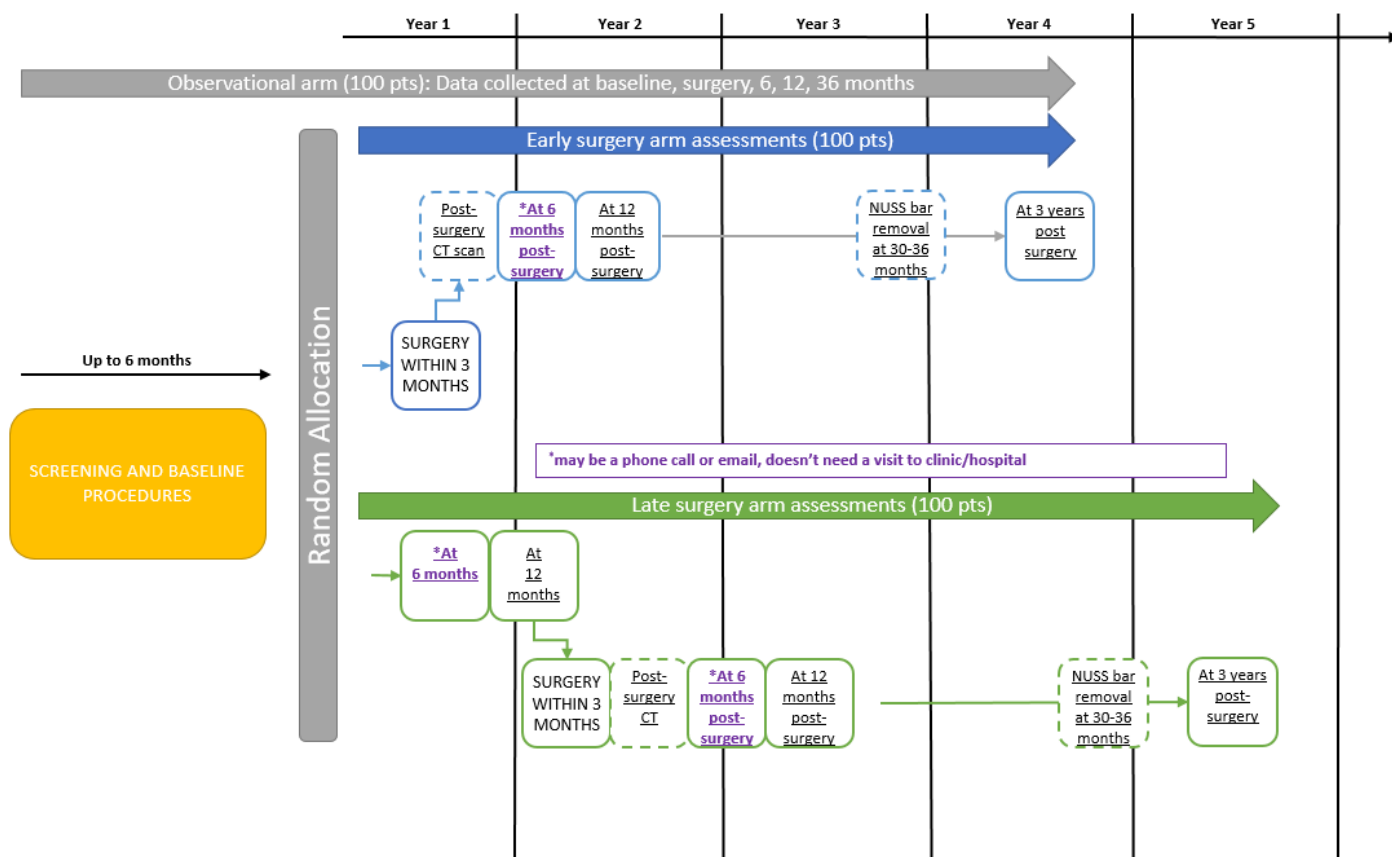 Year 1
Year 2
Year 3
Year 4
Year 5
Observational arm (100 pts): Data collected at baseline, surgery, 6, 12, 36 months
Early surgery arm assessments (100 pts)
Post-
surgery
CT scan
*At 6
months
post-
surgery
At 12
months
post-
surgery
NUSS bar
removal
at 30-36
months
At 3 years
post
surgery
SURGERY
WITHIN 3
MONTHS
Up to 6 months
SCREENING AND BASELINE
PROCEDURES
Random Allocation
*may be a phone call or email, doesn't need a visit to clinic/hospital
Late surgery arm assessments (100 pts)
*At
6 months
At
12
months
SURGERY
WITHIN 3
MONTHS
Post-
surgery
CT
*At 6
months
post-
surgery
At 12
months
post-
surgery
NUSS bar
removal
at 30-36
months
At 3 years
post-
surgery